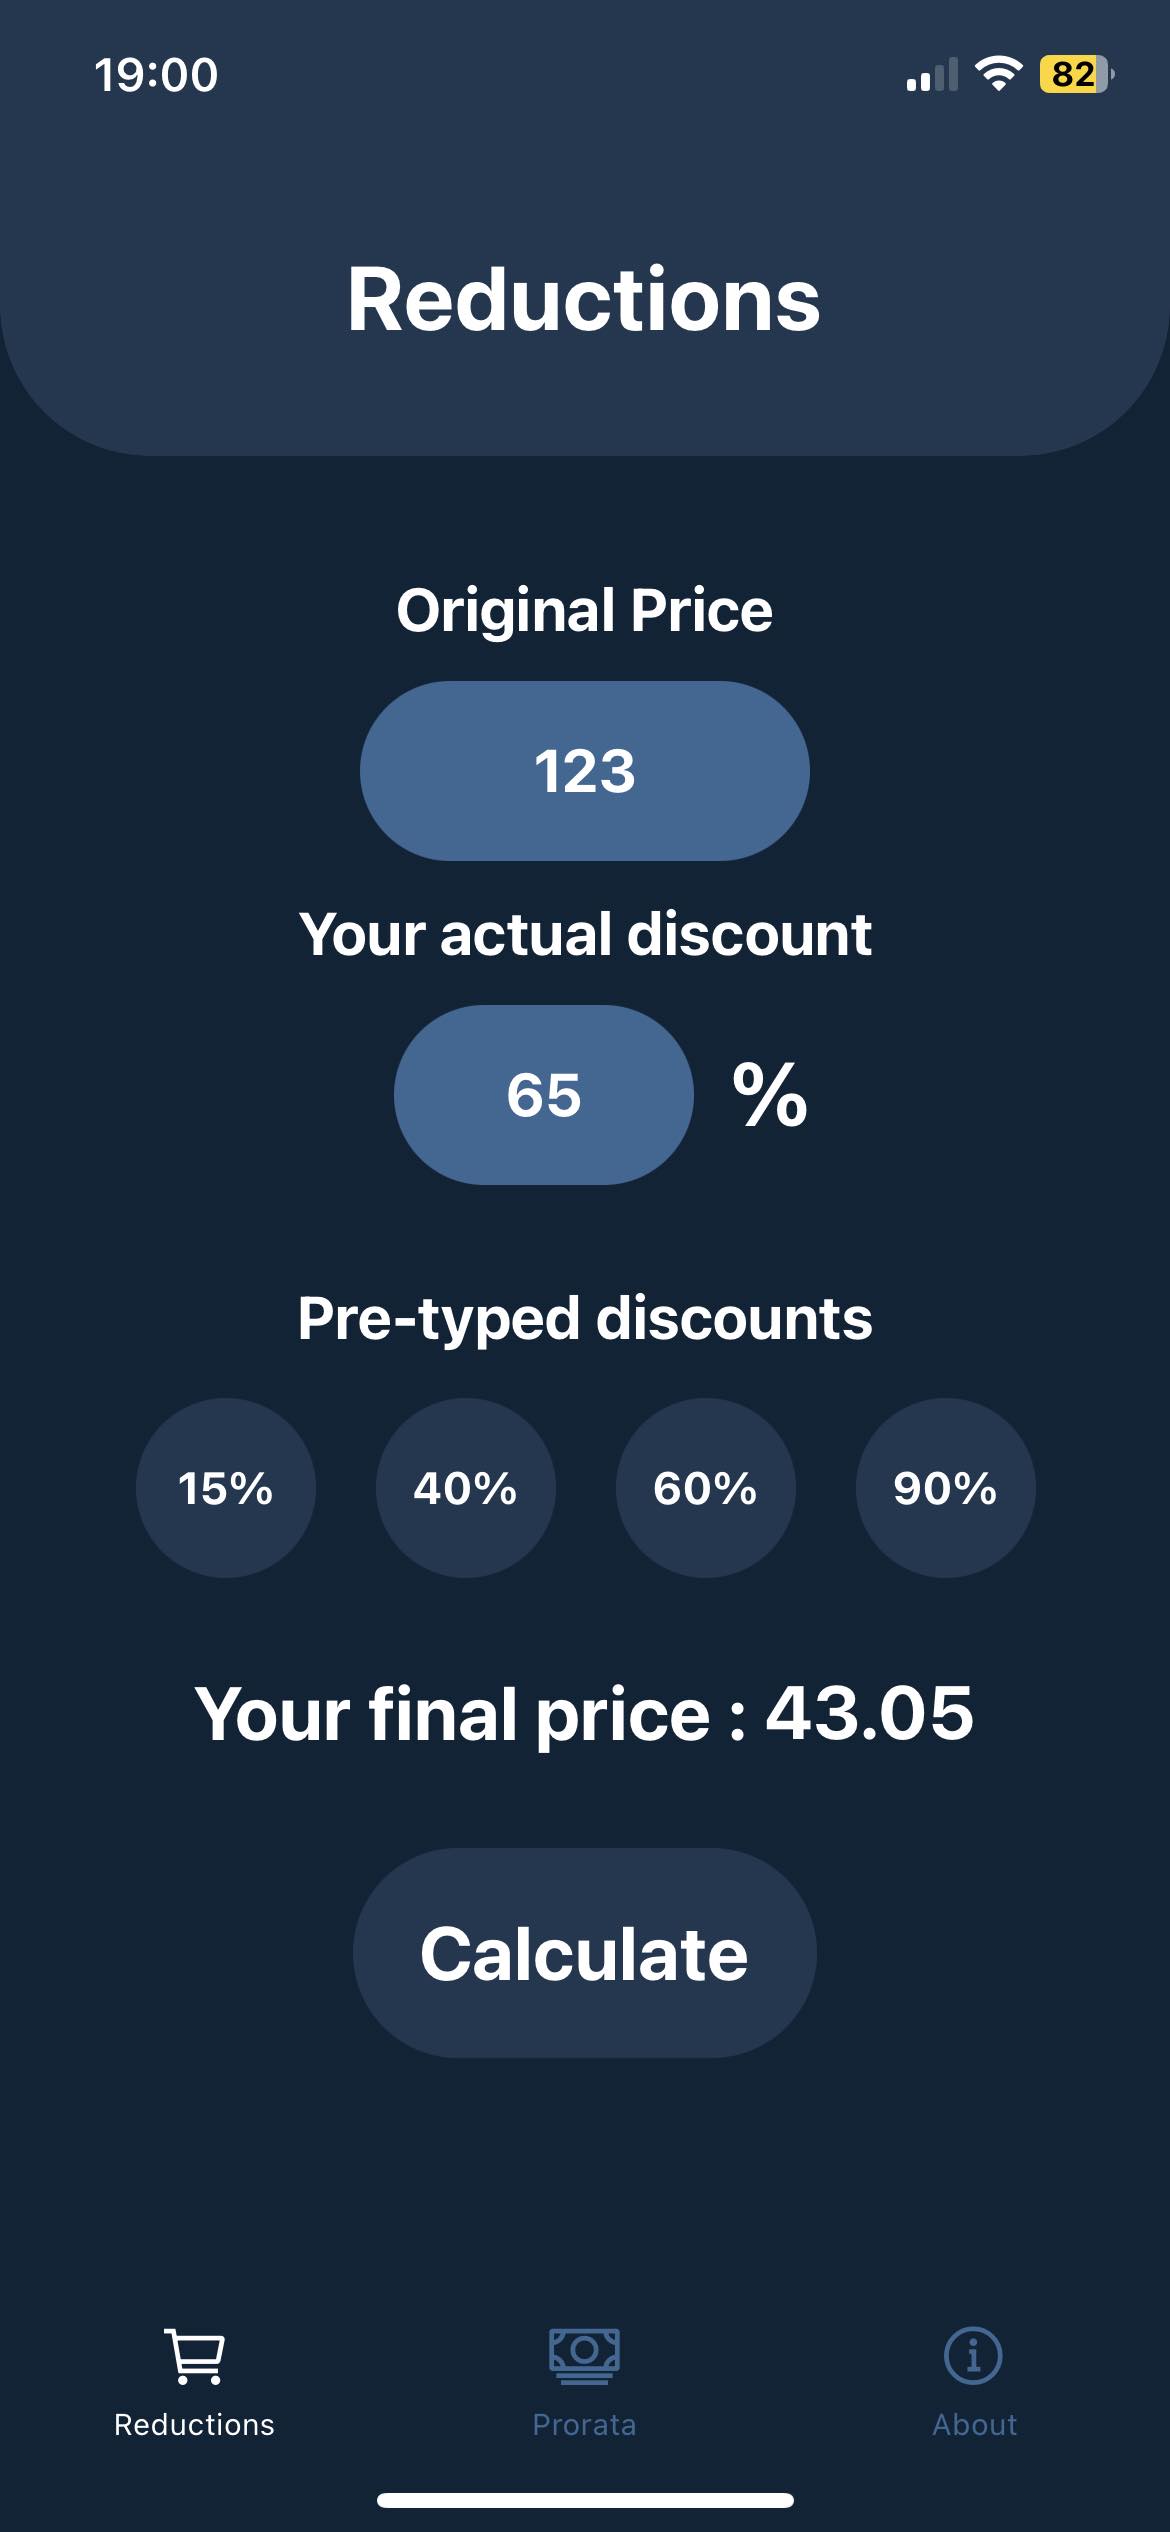 19:00 82
Reductions
Original Price
123
Your actual discount
65 %
Pre-typed discounts
15% 40% 60% 90%
Your final price : 43.05
Calculate
Reductions Prorata About